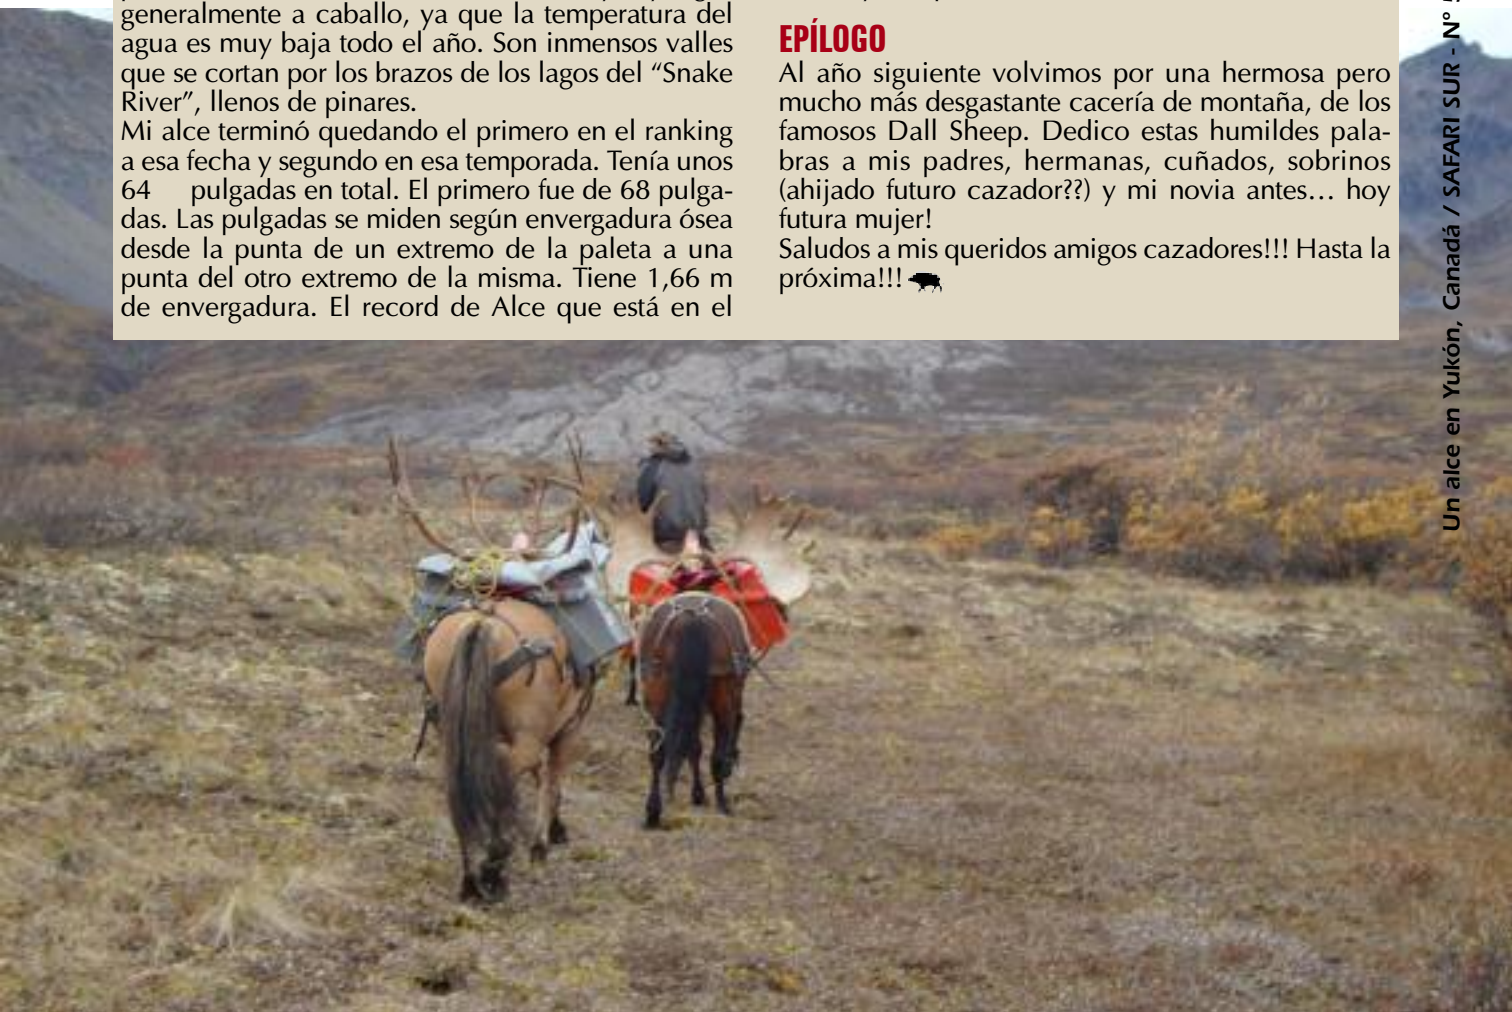 generalmente a caballo, ya que la temperatura del
agua es muy baja todo el año. Son inmensos valles
que se cortan por los brazos de los lagos del “Snake
River”, llenos de pinares.
Mi alce terminó quedando el primero en el ranking
a esa fecha y segundo en esa temporada. Tenía unos
64 pulgadas en total. El primero fue de 68 pulga-
das. Las pulgadas se miden según envergadura ósea
desde la punta de un extremo de la paleta a una
punta del otro extremo de la misma. Tiene 1,66 m
de envergadura. El record de Alce que está en el
EPÍLOGO
Al año siguiente volvimos por una hermosa pero
mucho más desgastante cacería de montaña, de los
famosos Dall Sheep. Dedico estas humildes pala-
bras a mis padres, hermanas, cuñados, sobrinos
(ahijado futuro cazador??) y mi novia antes… hoy
futura mujer!
Saludos a mis queridos amigos cazadores!!! Hasta la
próxima!!!
Un alce en Yukón, Canadá / SAFARI SUR - N°